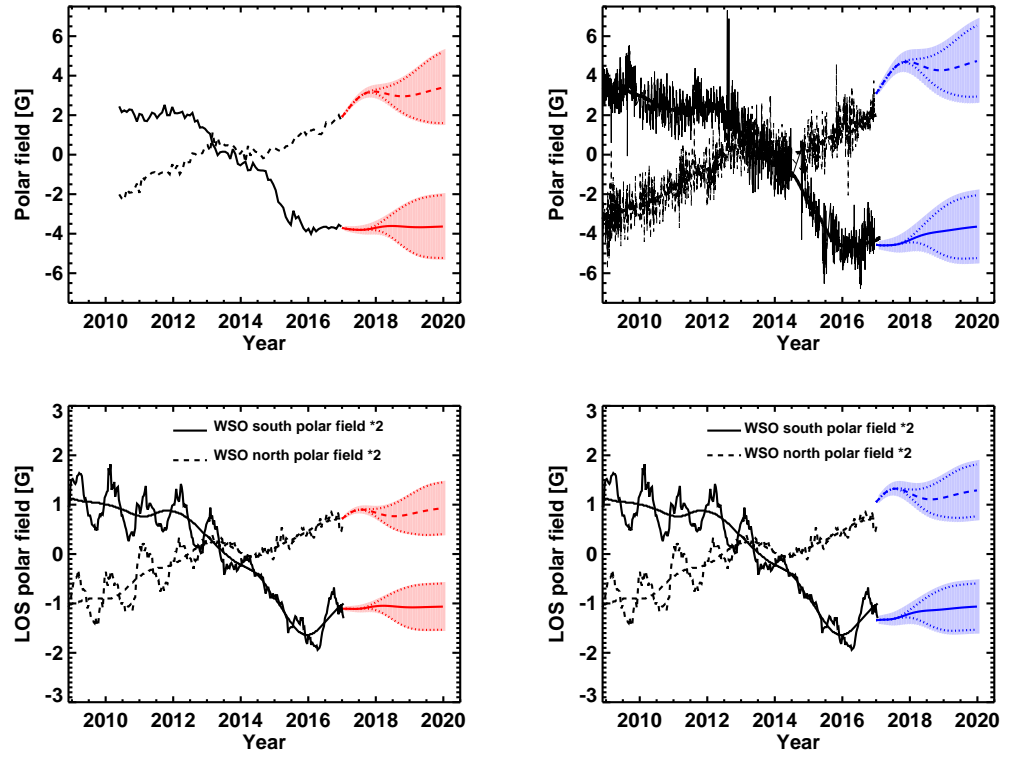 Polar field [G]
6
4
2
0
-2
-4
-6
2010 2012 2014 2016 2018 2020
Year
Polar field [G]
6
4
2
0
-2
-4
-6
2010 2012 2014 2016 2018 2020
Year
LOS polar field [G]
3
2
1
0
-1
-2
-3
WSO south polar field *2
WSO north polar field *2
2010 2012 2014 2016 2018 2020
Year
LOS polar field [G]
3
2
1
0
-1
-2
-3
WSO south polar field *2
WSO north polar field *2
2010 2012 2014 2016 2018 2020
Year